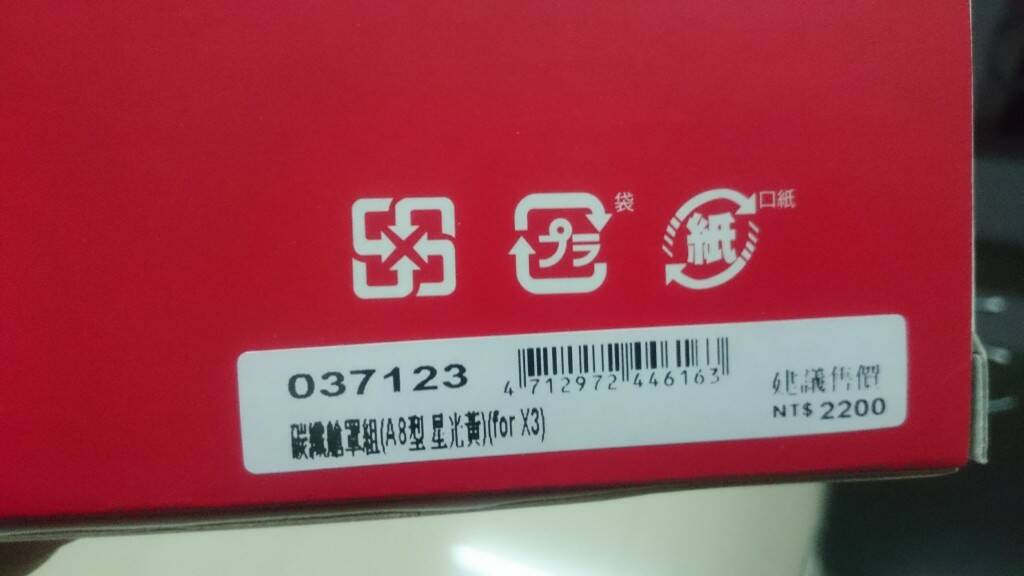 袋
プラ
口紙
紙
037123
4 712972 446163
建議售價
NT$ 2200
碳纖艙罩組(A8型 星光黃)(for X3)